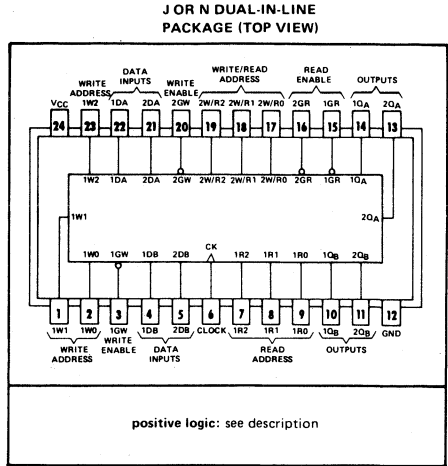 J OR N DUAL-IN-LINE
PACKAGE (TOP VIEW)
WRITE ADDRESS DATA INPUTS WRITE ENABLE WRITE/READ ADDRESS READ ENABLE OUTPUTS
VCC 1W2 1DA 2DA 2GW 2W/R2 2W/R1 2W/R0 2GR 1GR 1QA 2QA
24 23 22 21 20 19 18 17 16 15 14 13
1W2 1DA 2DA 2GW 2W/R2 2W/R1 2W/R0 2GR 1GR 1QA
1W1 2QA
CK
1W0 1GW 1DB 2DB 1R2 1R1 1R0 1QB 2QB
1 2 3 4 5 6 7 8 9 10 11 12
1W1 1W0 1GW 1DB 2DB CLOCK 1R2 1R1 1R0 1QB 2QB GND
WRITE ADDRESS WRITE ENABLE DATA INPUTS READ ADDRESS OUTPUTS
positive logic: see description